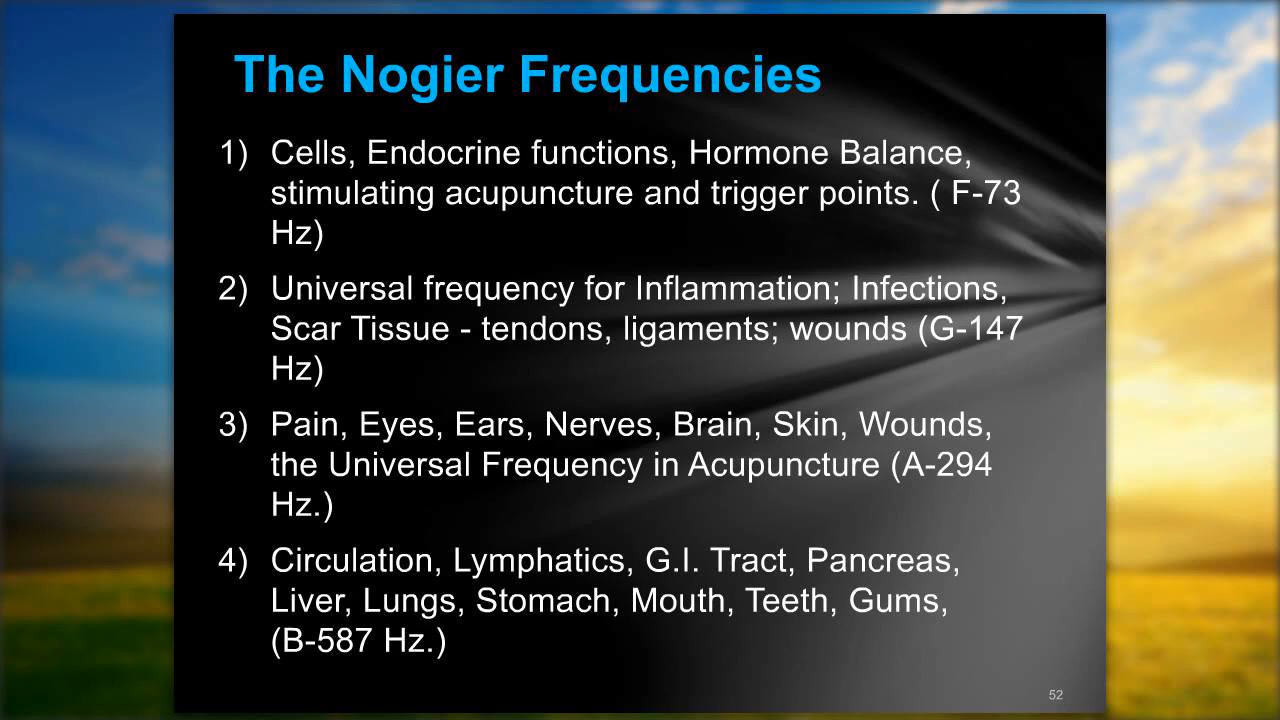 The Nogier Frequencies
1) Cells, Endocrine functions, Hormone Balance,
stimulating acupuncture and trigger points. ( F-73
Hz)
2) Universal frequency for Inflammation; Infections,
Scar Tissue - tendons, ligaments; wounds (G-147
Hz)
3) Pain, Eyes, Ears, Nerves, Brain, Skin, Wounds,
the Universal Frequency in Acupuncture (A-294
Hz.)
4) Circulation, Lymphatics, G.I. Tract, Pancreas,
Liver, Lungs, Stomach, Mouth, Teeth, Gums,
(B-587 Hz.)
52